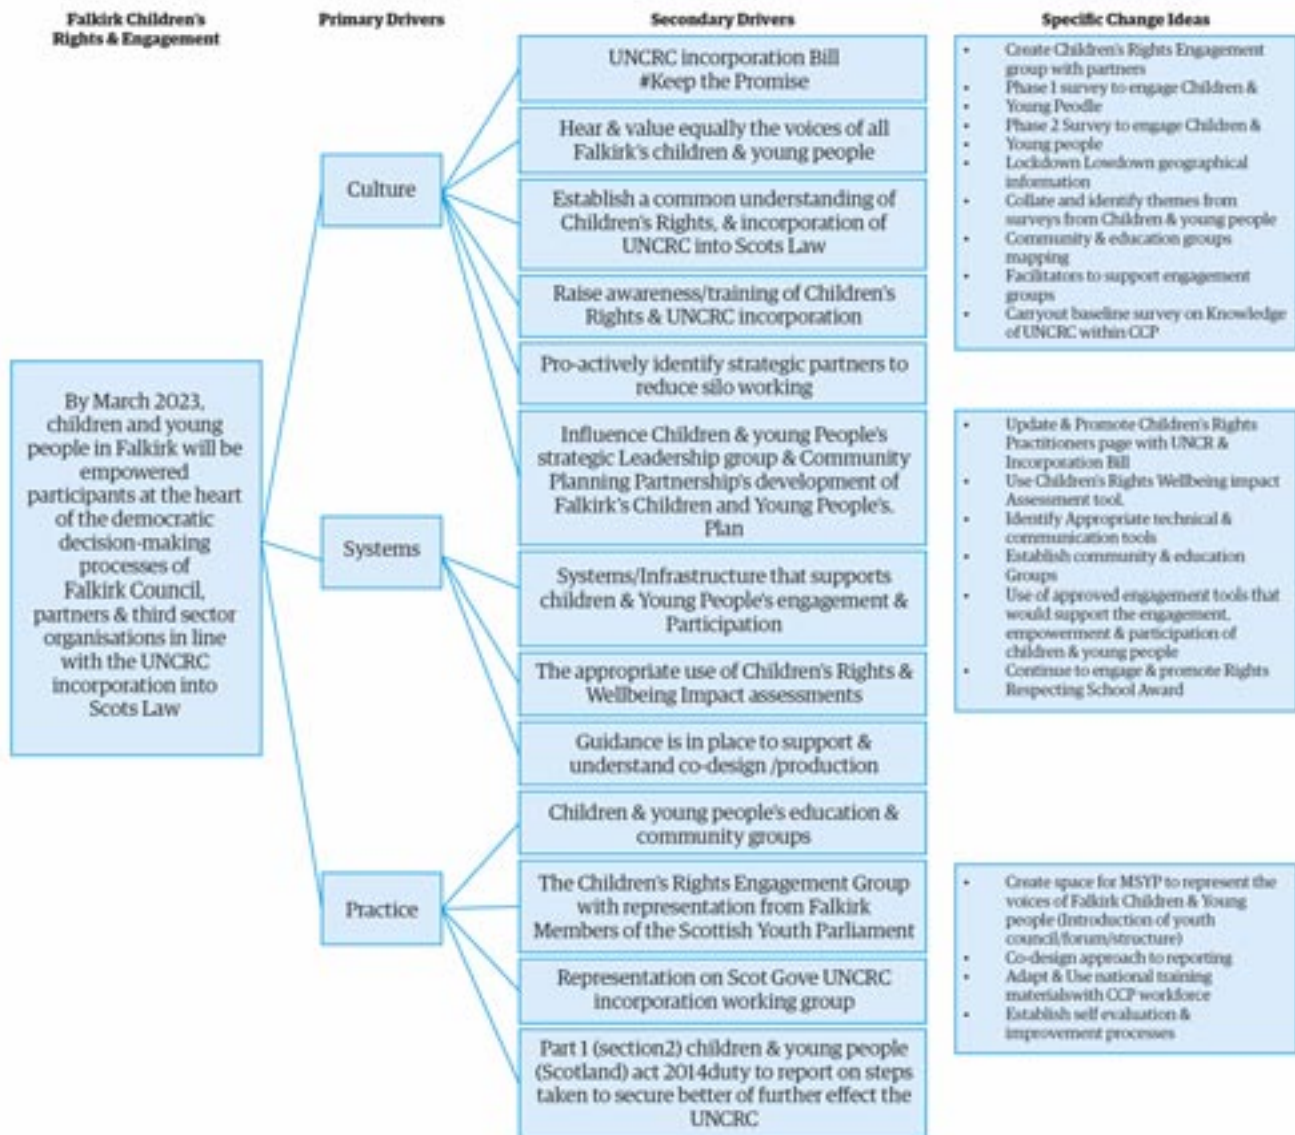 Falkirk Children's
Rights & Engagement
Primary Drivers
Secondary Drivers
Specific Change Ideas
By March 2023,
children and young
people in Falkirk will be
empowered
participants at the heart
of the democratic
decision-making
processes of
Falkirk Council,
partners & third sector
organisations in line
with the UNCRC
incorporation into
Scots Law
Culture
Systems
Practice
UNCRC incorporation Bill
#Keep the Promise
Hear & value equally the voices of all
Falkirk's children & young people
Establish a common understanding of
Children's Rights, & incorporation of
UNCRC into Scots Law
Raise awareness/training of Children's
Rights & UNCRC incorporation
Pro-actively identify strategic partners to
reduce silo working
Influence Children & young People's
strategic Leadership group & Community
Planning Partnership's development of
Falkirk's Children and Young People's.
Plan
Systems/Infrastructure that supports
children & Young People's engagement &
Participation
The appropriate use of Children's Rights &
Wellbeing Impact assessments
Guidance is in place to support &
understand co-design /production
Children & young people's education &
community groups
The Children's Rights Engagement Group
with representation from Falkirk
Members of the Scottish Youth Parliament
Representation on Scot Gove UNCRC
incorporation working group
Part 1 (section2) children & young people
(Scotland) act 2014duty to report on steps
taken to secure better of further effect the
UNCRC
• Create Children's Rights Engagement
group with partners
• Phase 1 survey to engage Children &
• Young Peodle
• Phase 2 Survey to engage Children &
• Young people
• Lockdown Lowdown geographical
information
• Collate and identify themes from
surveys from Children & young people
• Community & education groups
mapping
• Facilitators to support engagement
groups
• Carryout baseline survey on Knowledge
of UNCRC within CCP
• Update & Promote Children's Rights
Practitioners page with UNCR &
Incorporation Bill
• Use Children's Rights Wellbeing impact
Assessment tool.
• Identify Appropriate technical &
communication tools
• Establish community & education
Groups
• Use of approved engagement tools that
would support the engagement,
empowerment & participation of
children & young people
• Continue to engage & promote Rights
Respecting School Award
• Create space for MSYP to represent the
voices of Falkirk Children & Young
people (Introduction of youth
council/forum/structure)
• Co-design approach to reporting
• Adapt & Use national training
materialswith CCP workforce
• Establish self evaluation &
improvement processes